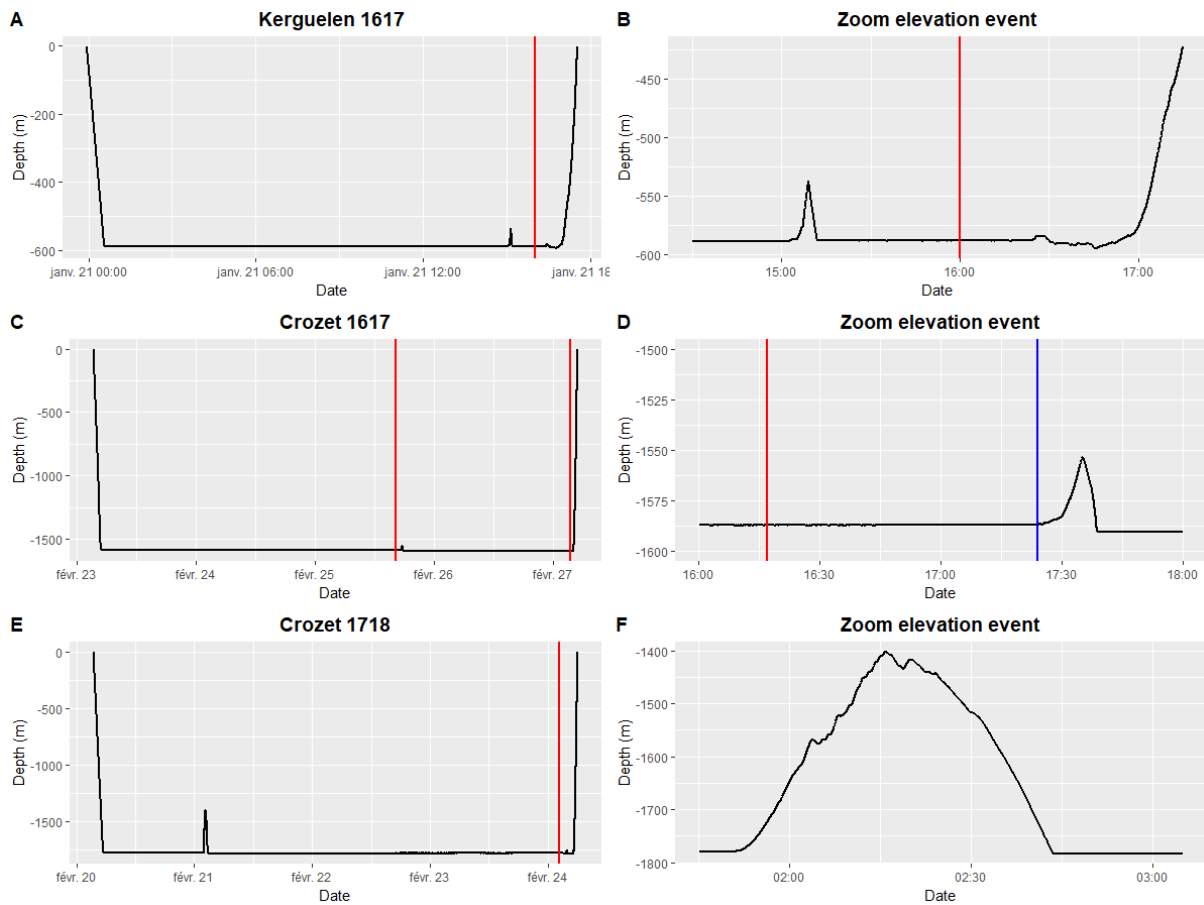 A
Kerguelen 1617
0
-200
-400
-600
Depth (m)
janv. 21 00:00
janv. 21 06:00
janv. 21 12:00
janv. 21 18
Date
B
Zoom elevation event
-450
-500
-550
-600
Depth (m)
15:00
16:00
17:00
Date
C
Crozet 1617
0
-500
-1000
-1500
Depth (m)
févr. 23
févr. 24
févr. 25
févr. 26
févr. 27
Date
D
Zoom elevation event
-1500
-1525
-1550
-1575
-1600
Depth (m)
16:00
16:30
17:00
17:30
18:00
Date
E
Crozet 1718
0
-500
-1000
-1500
Depth (m)
févr. 20
févr. 21
févr. 22
févr. 23
févr. 24
Date
F
Zoom elevation event
-1400
-1500
-1600
-1700
-1800
Depth (m)
02:00
02:30
03:00
Date